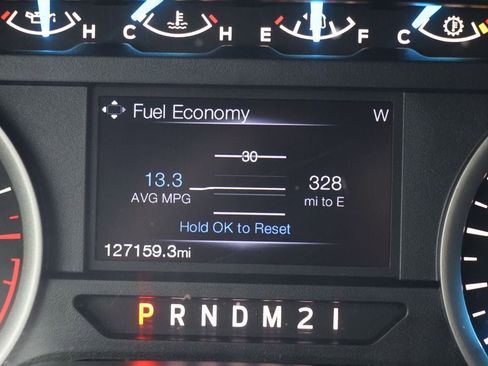 H C H E F C
Fuel Economy W
30
13.3 328
AVG MPG mi to E
Hold OK to Reset
127159.3mi
P R N D M 2 1